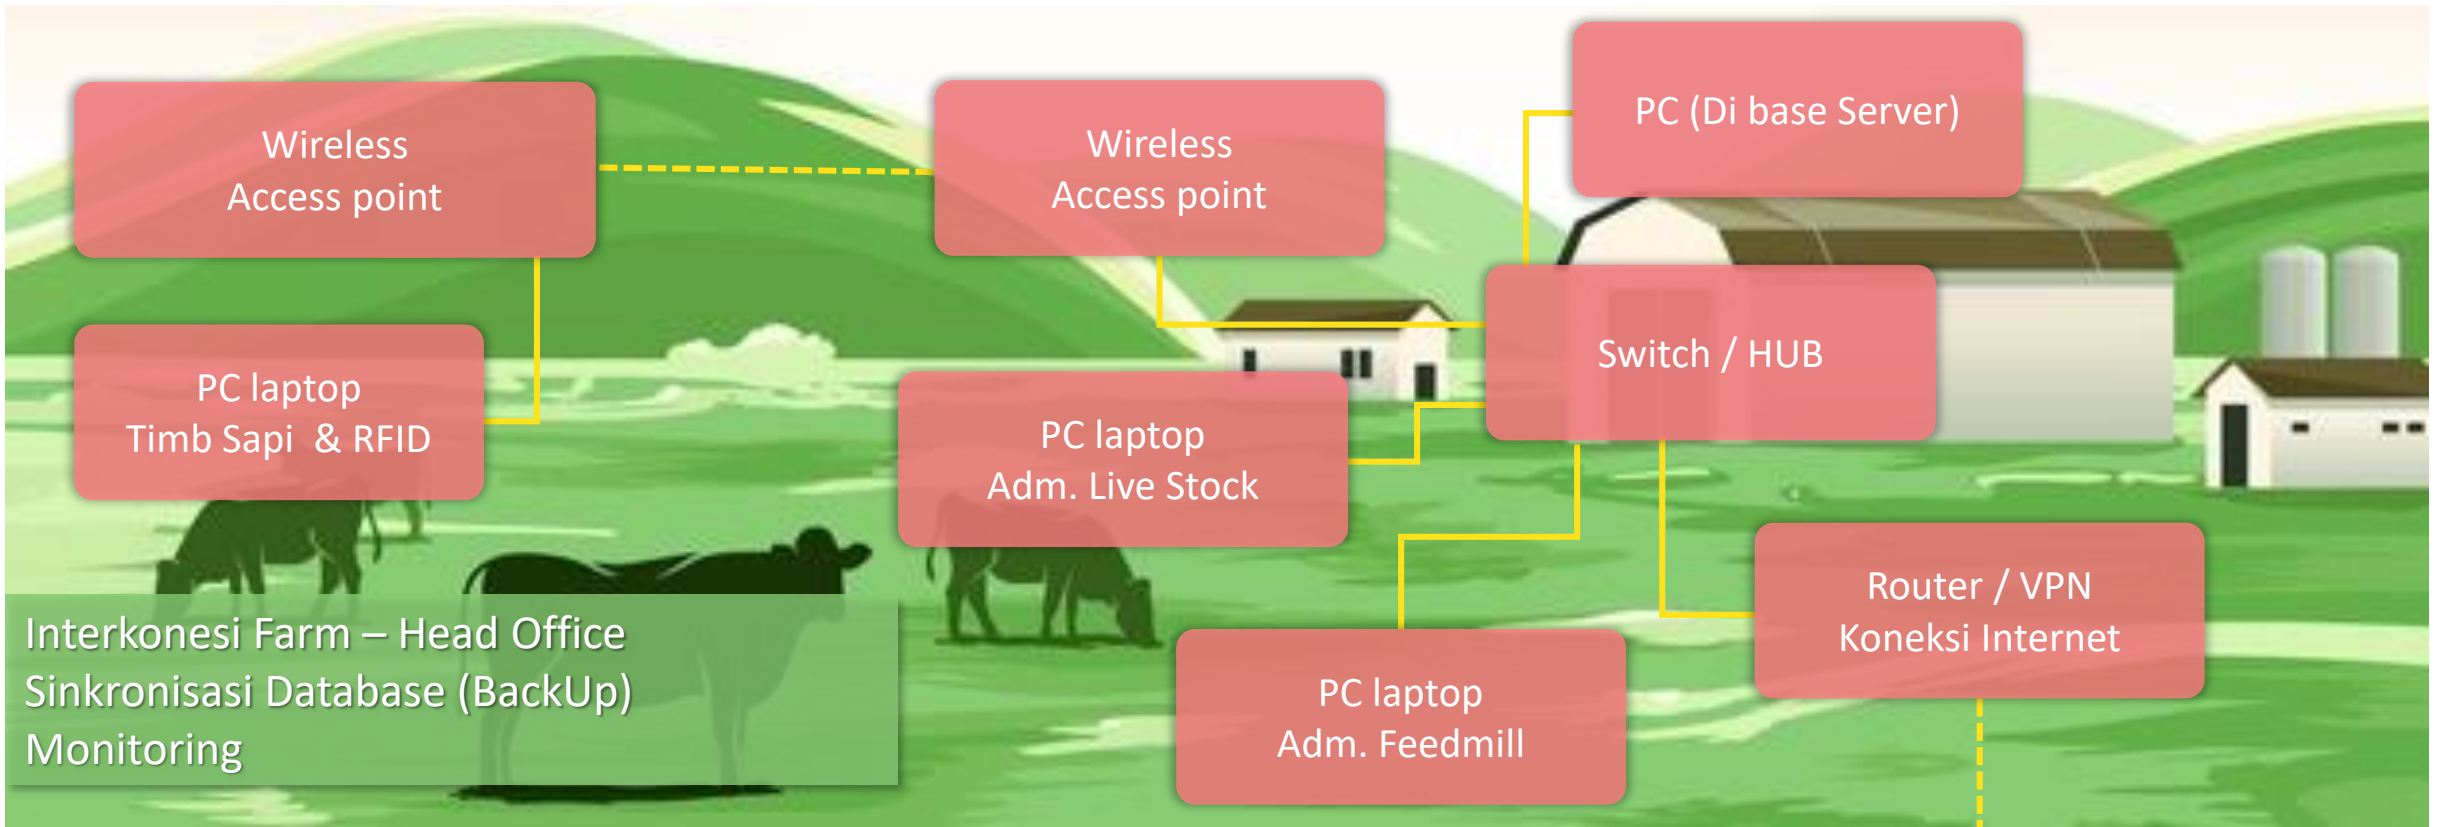 Wireless
Access point
Wireless
Access point
PC (Di base Server)
Switch / HUB
PC laptop
Timb Sapi  & RFID
PC laptop
Adm. Live Stock
Router / VPN
Koneksi Internet
PC laptop
Adm. Feedmill
Interkonesi Farm – Head Office
Sinkronisasi Database (BackUp)
Monitoring